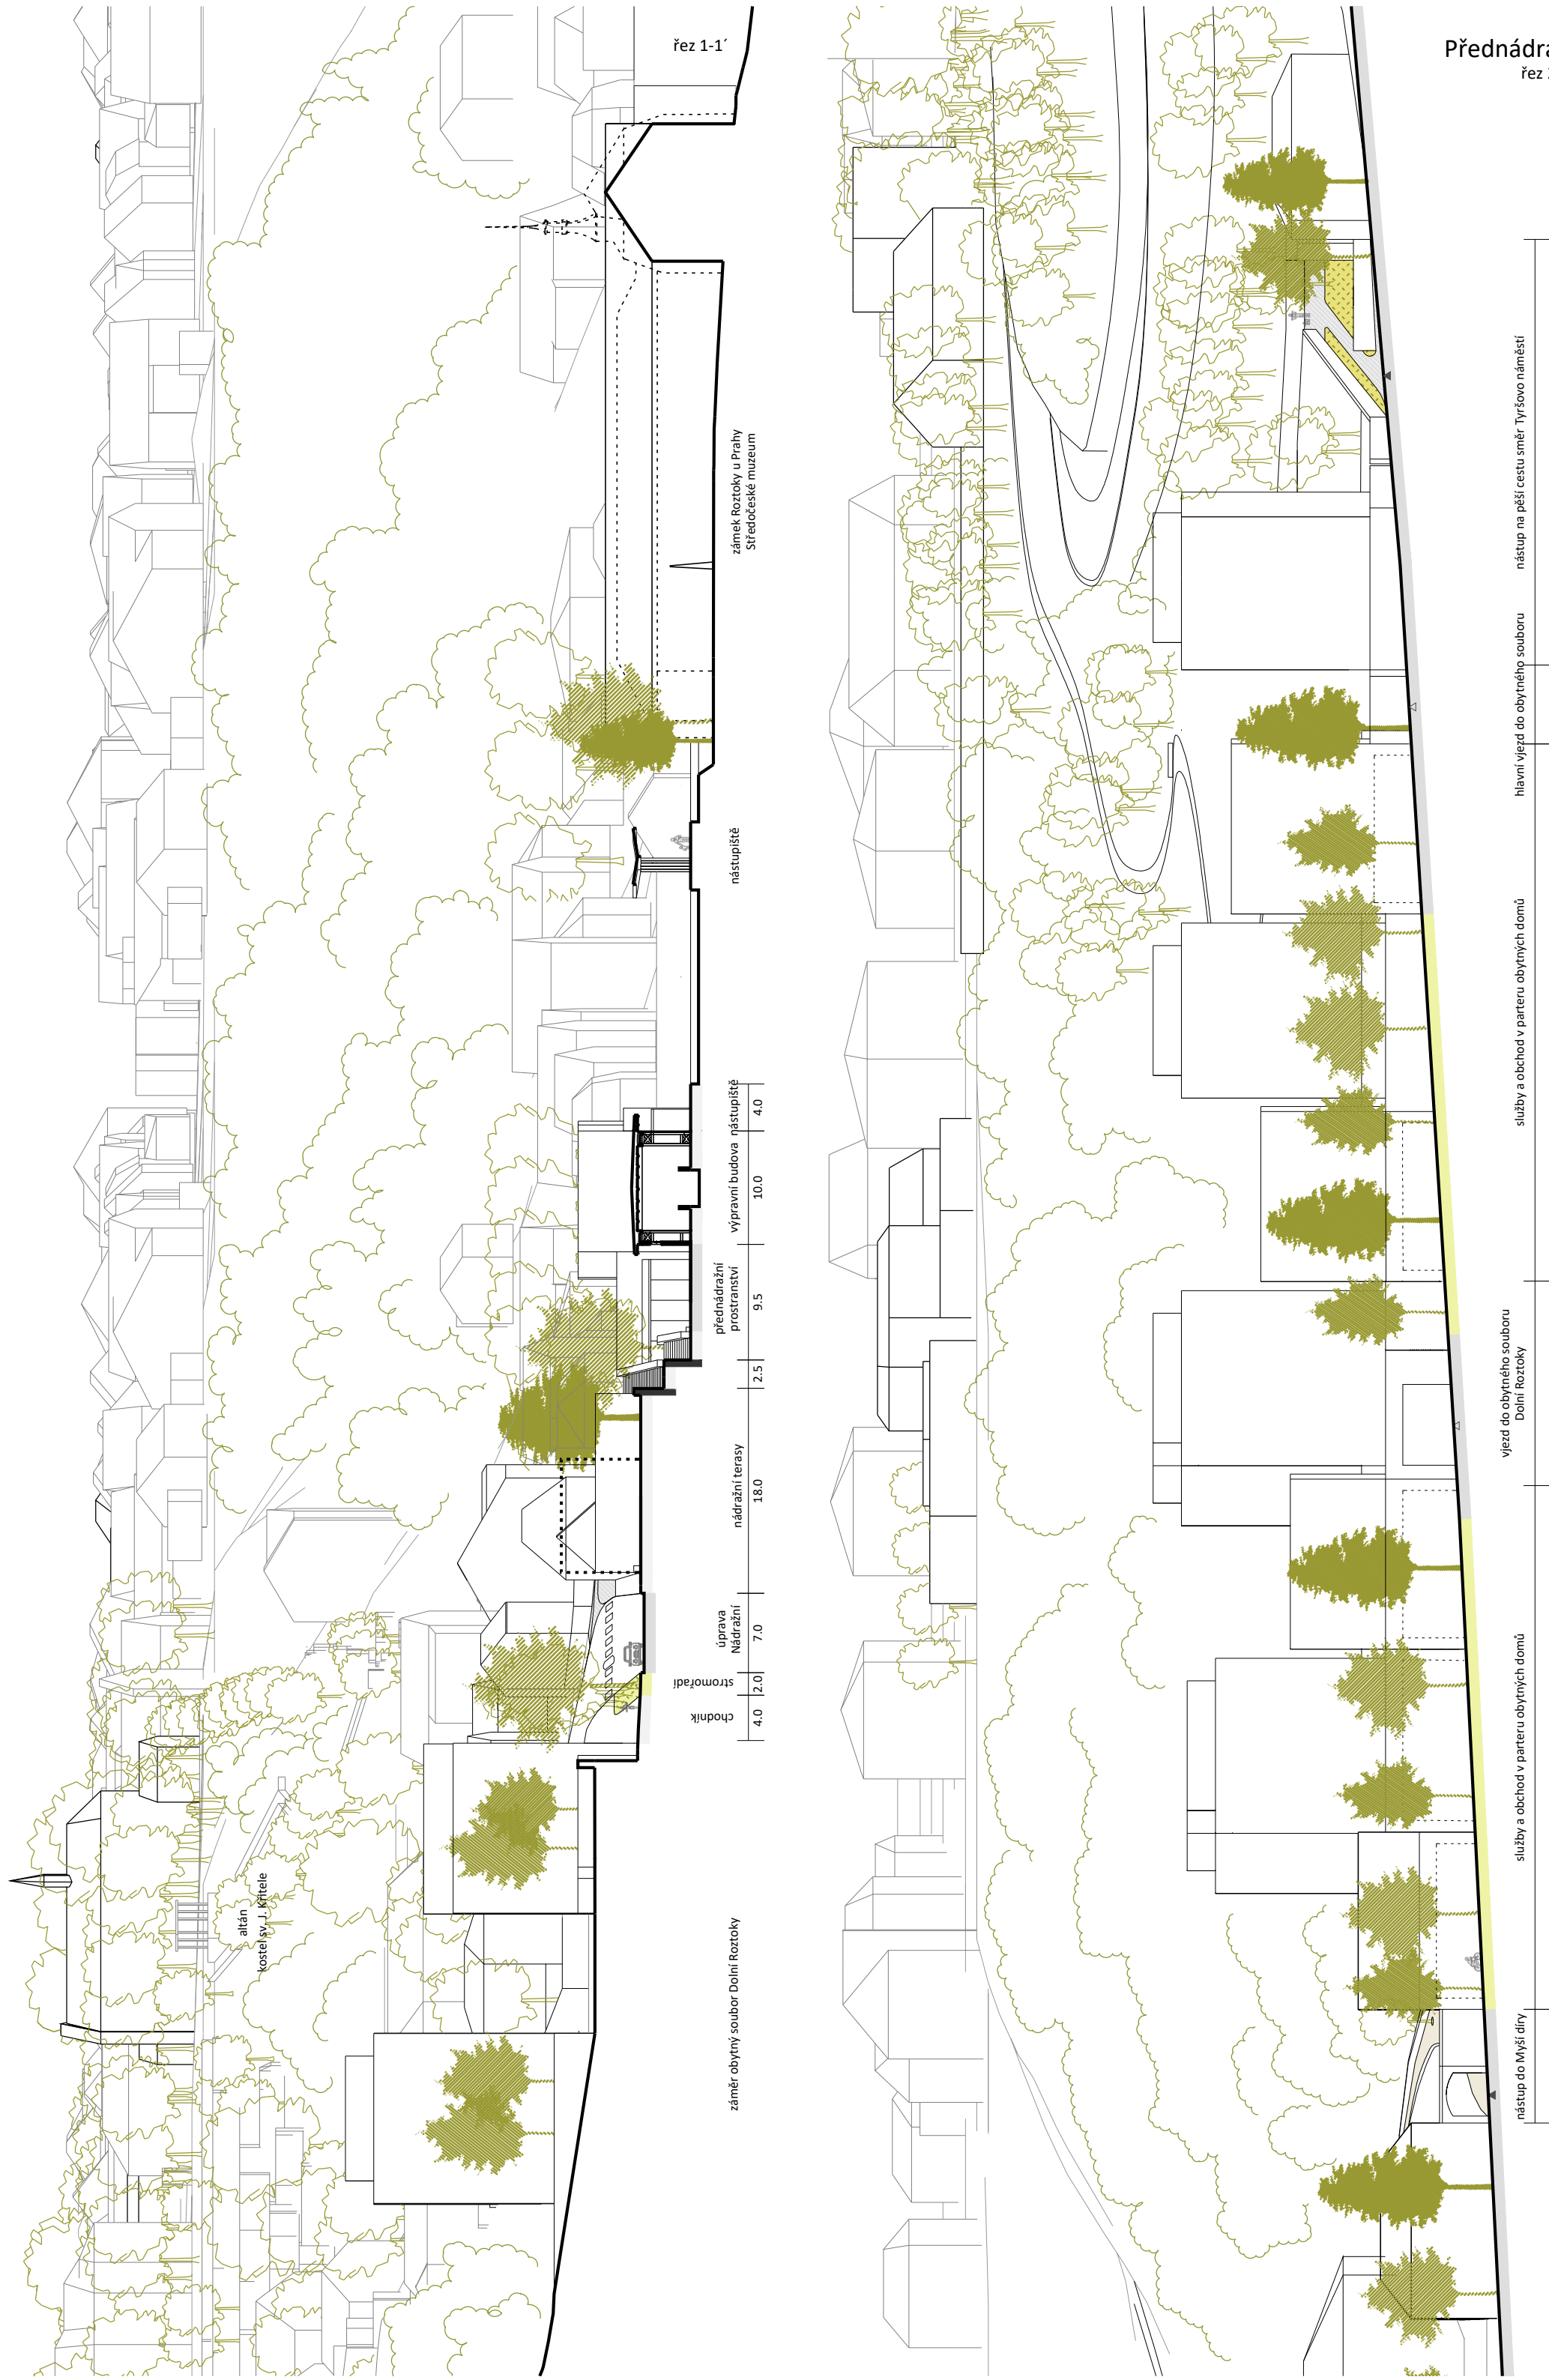 řez 1-1´
zámek Roztoky u Prahy
Středočeské muzeum
nástupiště
nástupiště
4.0
výpravní budova
10.0
přednádražní
prostranství
9.5
2.5
nádražní terasy
18.0
úprava
Nádražní
7.0
stromořadí
2.0
chodník
4.0
altán
kostel sv. J. Křtitele
záměr obytný soubor Dolní Roztoky
Přednádra
řez
nástup na pěší cestu směr Tyršovo náměstí
hlavní vjezd do obytného souboru
služby a obchod v parteru obytných domů
vjezd do obytného souboru
Dolní Roztoky
služby a obchod v parteru obytných domů
nástup do Myší díry